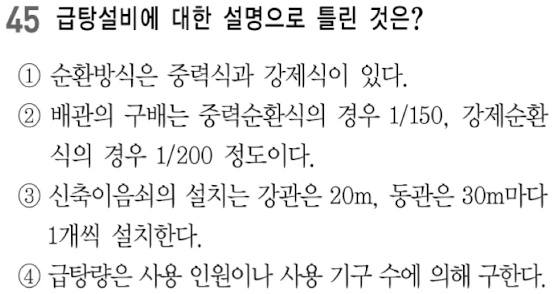 45 급탕설비에 대한 설명으로 틀린 것은?
① 순환방식은 중력식과 강제식이 있다.
② 배관의 구배는 중력순환식의 경우 1/150, 강제순환
식의 경우 1/200 정도이다.
③ 신축이음쇠의 설치는 강관은 20m, 동관은 30m마다
1개씩 설치한다.
④ 급탕량은 사용 인원이나 사용 기구 수에 의해 구한다.